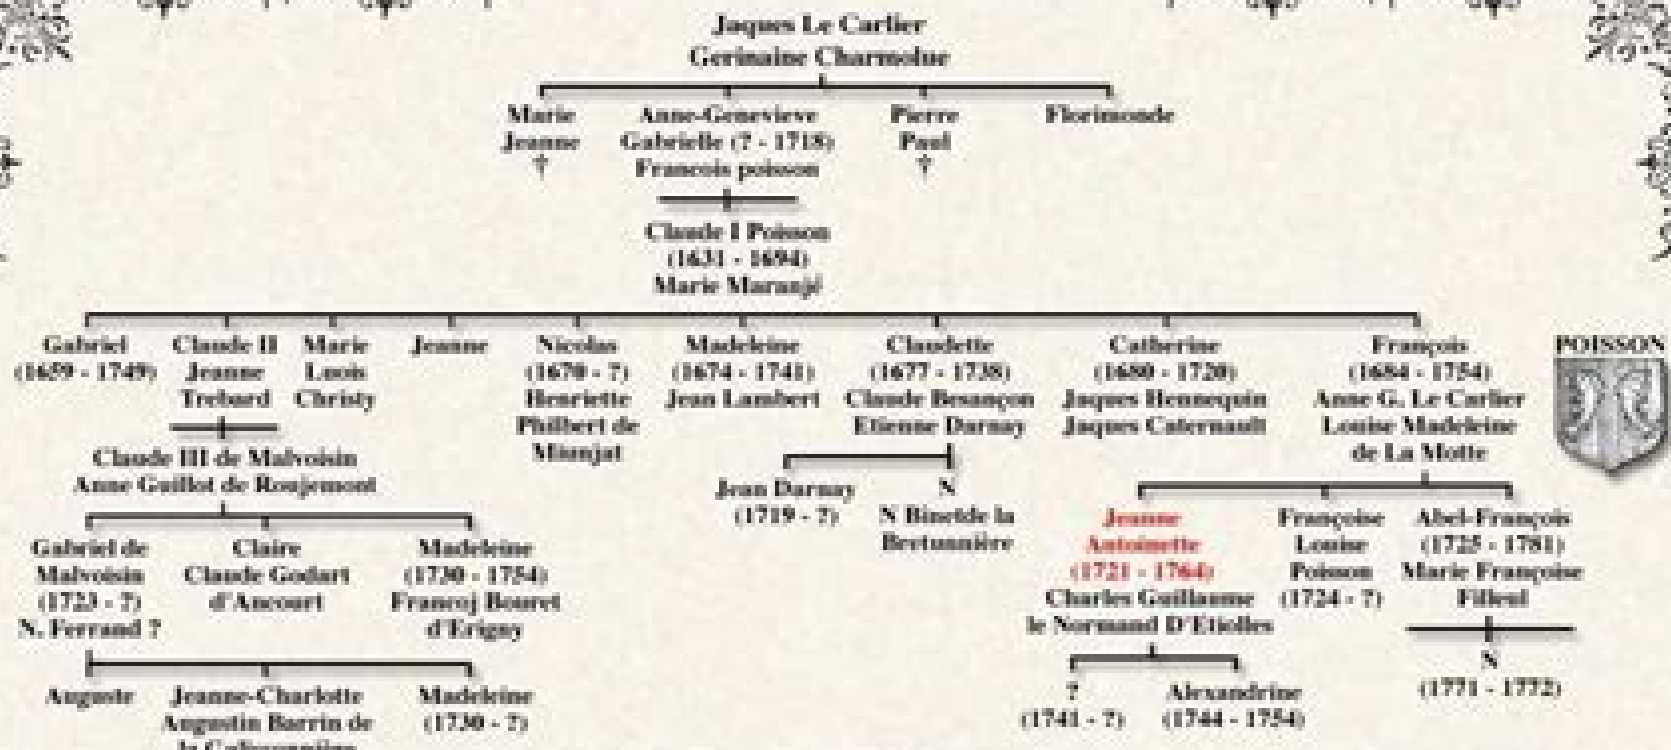 Jaques Le Carlier
Gerinaine Charmolue
Marie
Jeanne
†
Anne-Genevieve
Gabrielle (? - 1718)
Francois poisson
Pierre
Paul
†
Florimonde
Claude I Poisson
(1631 - 1694)
Marie Maranjé
Gabriel
(1659 - 1749)
Claude II
Jeanne
Trebard
Marie
Luois
Christy
Jeanne
Nicolas
(1670 - ?)
Henriette
Philbert de
Miunjat
Madeleine
(1674 - 1741)
Jean Lambert
Claudette
(1677 - 1738)
Claude Besançon
Etienne Darnay
Catherine
(1680 - 1720)
Jaques Hennequin
Jaques Caternault
François
(1684 - 1754)
Anne G. Le Carlier
Louise Madeleine
de La Motte
POISSON
Claude III de Malvoisin
Anne Guillot de Roujemont
Jean Darnay
(1719 - ?)
N
N Binetde la
Bretunnière
Gabriel de
Malvoisin
(1723 - ?)
N. Ferrand ?
Claire
Claude Godart
d'Ancourt
Madeleine
(1730 - 1754)
Francoj Bouret
d'Erigny
Jeanne
Antoinette
(1721 - 1764)
Charles Guillaume
le Normand D'Etiolles
Françoise
Louise
Poisson
(1724 - ?)
Abel-François
(1725 - 1781)
Marie Françoise
Filleul
Auguste
Jeanne-Charlotte
Augustin Barrin de
la Galissonnière
Madeleine
(1730 - ?)
?
(1741 - ?)
Alexandrine
(1744 - 1754)
N
(1771 - 1772)